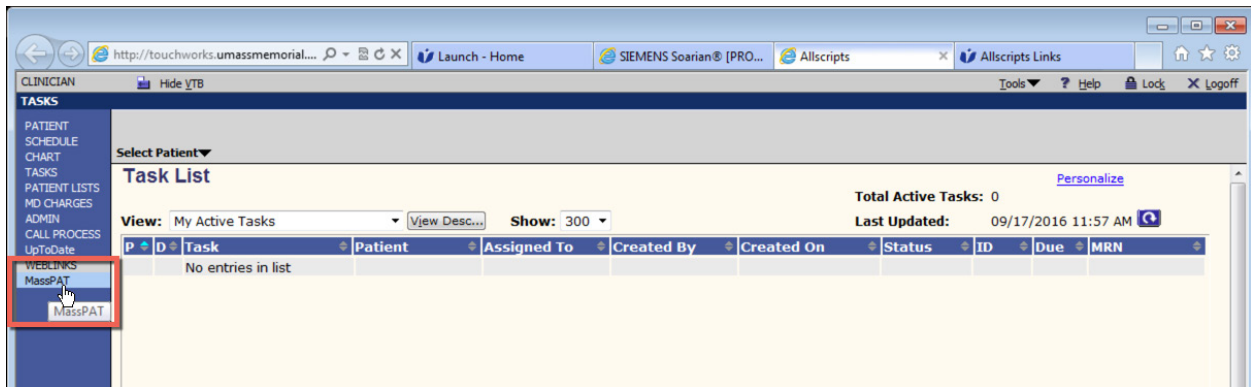 http://touchworks.umassmemorial.... Launch - Home SIEMENS Soarian® [PRO... Allscripts Allscripts Links
CLINICIAN Hide VTB Tools Help Lock Logoff
TASKS
PATIENT
SCHEDULE
CHART
TASKS
PATIENT LISTS
MD CHARGES
ADMIN
CALL PROCESS
UpToDate
WEBLINKS
MassPAT
MassPAT
Select Patient
Task List
Personalize
Total Active Tasks: 0
View: My Active Tasks View Desc... Show: 300 Last Updated: 09/17/2016 11:57 AM
P D Task Patient Assigned To Created By Created On Status ID Due MRN
No entries in list